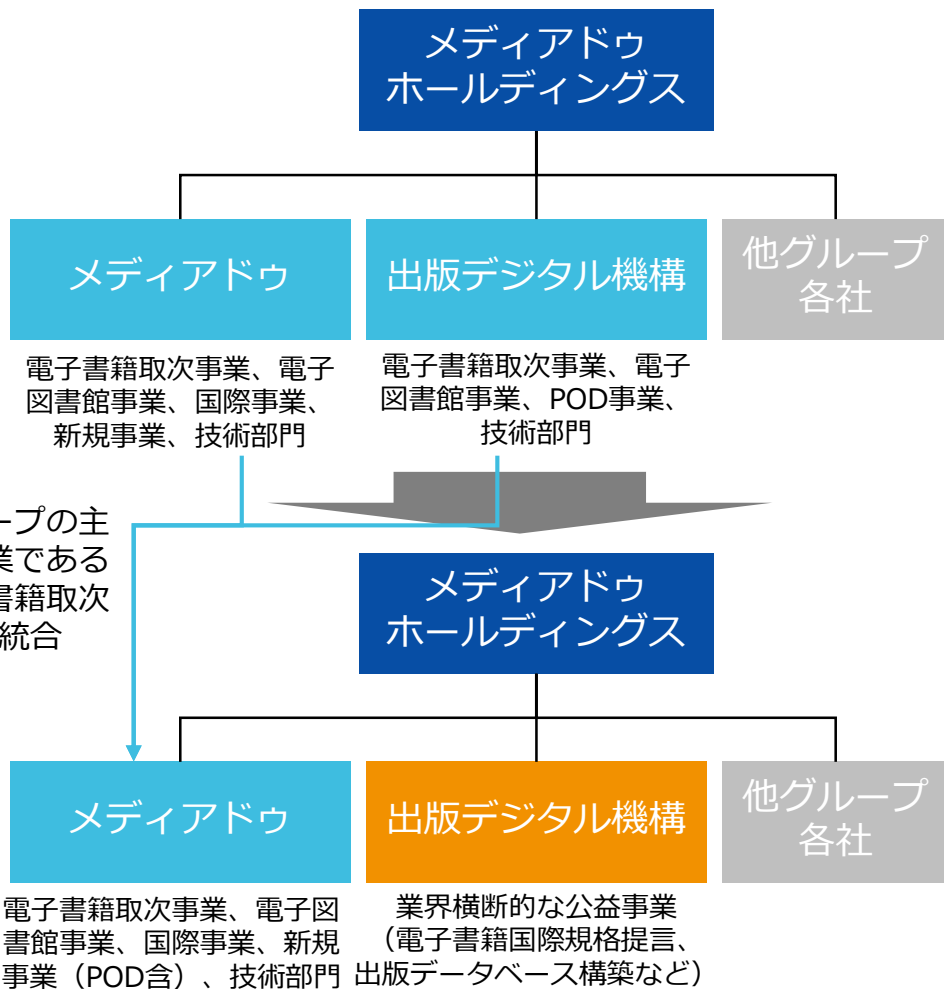 メディアドゥ
ホールディングス
メディアドゥ
出版デジタル機構
他グループ
各社
電子書籍取次事業、電子
図書館事業、国際事業、
新規事業、技術部門
電子書籍取次事業、電子
図書館事業、POD事業、
技術部門
ープの主
業である
書籍取次
統合
メディアドゥ
ホールディングス
メディアドゥ
出版デジタル機構
他グループ
各社
電子書籍取次事業、電子図
書館事業、国際事業、新規
事業（POD含）、技術部門
業界横断的な公益事業
（電子書籍国際規格提言、
出版データベース構築など）